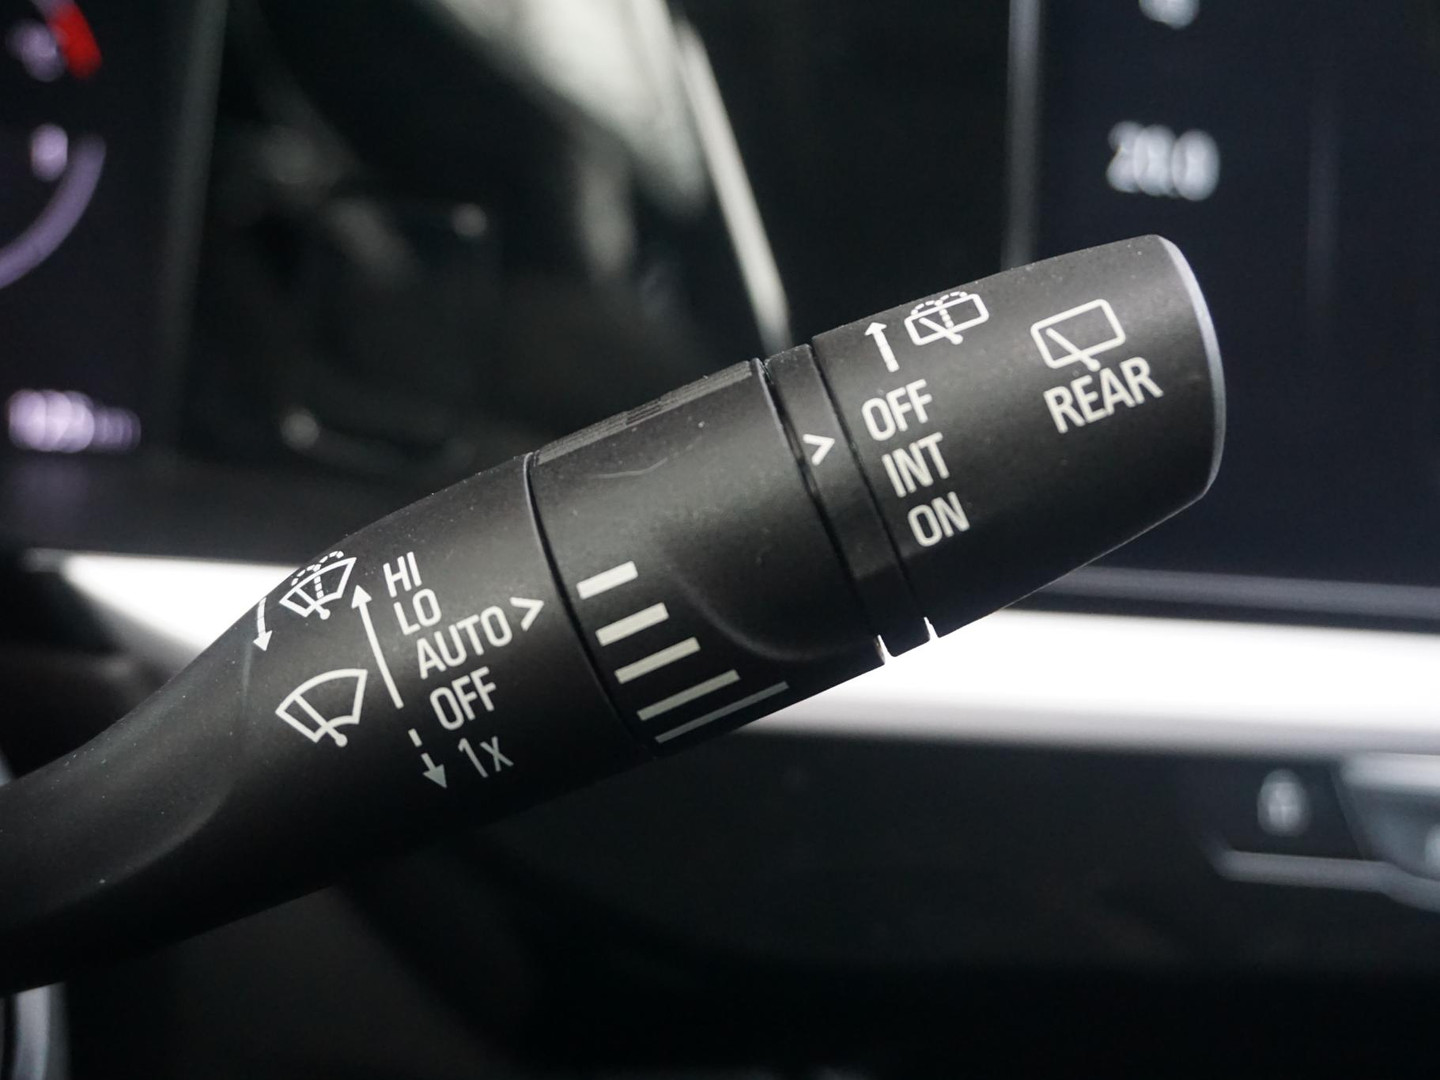 HI
LO
AUTO >
OFF
1x
>
OFF
INT
ON
REAR